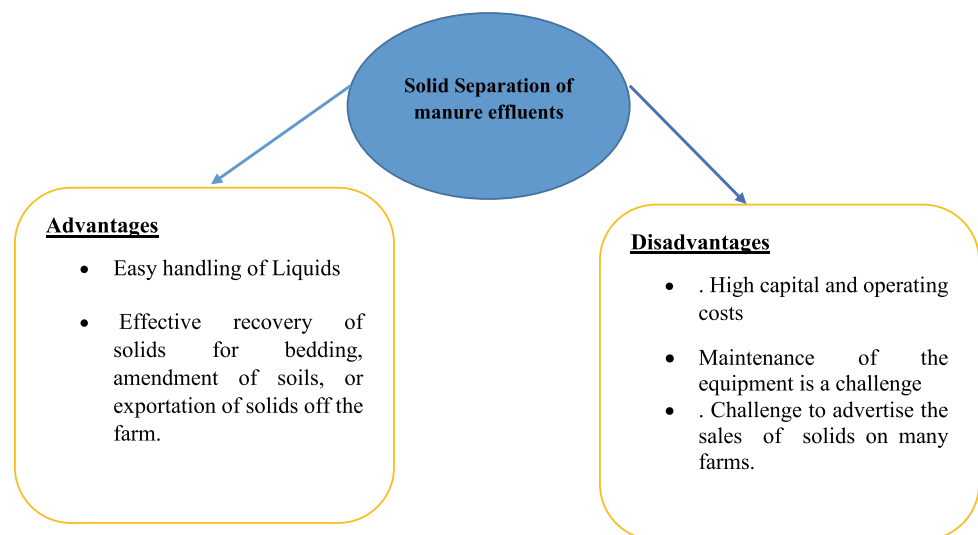 Solid Separation of
manure effluents
Advantages
• Easy handling of Liquids
• Effective recovery of
solids for bedding,
amendment of soils, or
exportation of solids off the
farm.
Disadvantages
• . High capital and operating
costs
• Maintenance of the
equipment is a challenge
• . Challenge to advertise the
sales of solids on many
farms.